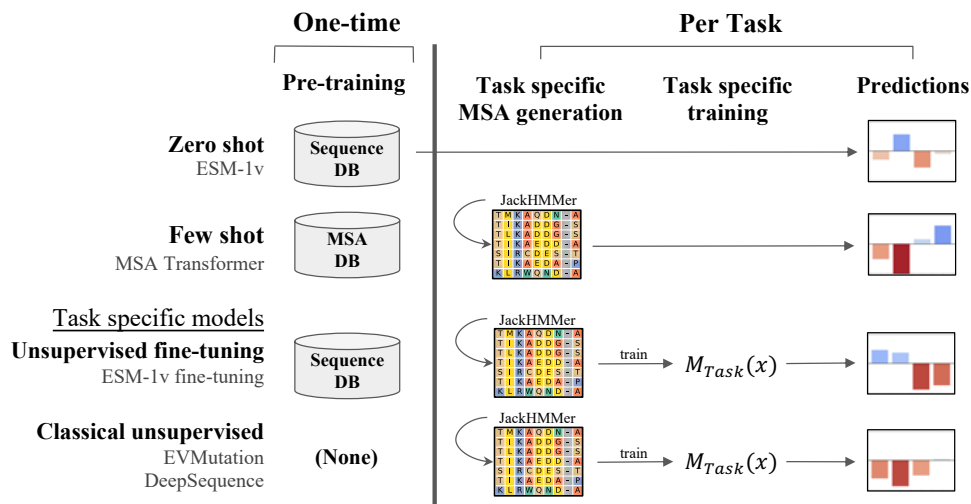 One-time
Per Task
Pre-training
Task specific
MSA generation
Task specific
training
Predictions
Zero shot
ESM-1v
Sequence
DB
Few shot
MSA Transformer
MSA
DB
JackHMMer
T M K A Q D N - A
T I K A D D G - S
T L K A D D G - S
T I K A E D D - A
S I R C D E S - T
T I K A E D A - P
K L R W Q N D - A
Task specific models
Unsupervised fine-tuning
ESM-1v fine-tuning
Sequence
DB
JackHMMer
T M K A Q D N - A
T I K A D D G - S
T L K A D D G - S
T I K A E D D - A
S I R C D E S - T
T I K A E D A - P
K L R W Q N D - A
train
M_Task(x)
Classical unsupervised
EVMutation
DeepSequence
(None)
JackHMMer
T M K A Q D N - A
T I K A D D G - S
T L K A D D G - S
T I K A E D D - A
S I R C D E S - T
T I K A E D A - P
K L R W Q N D - A
train
M_Task(x)